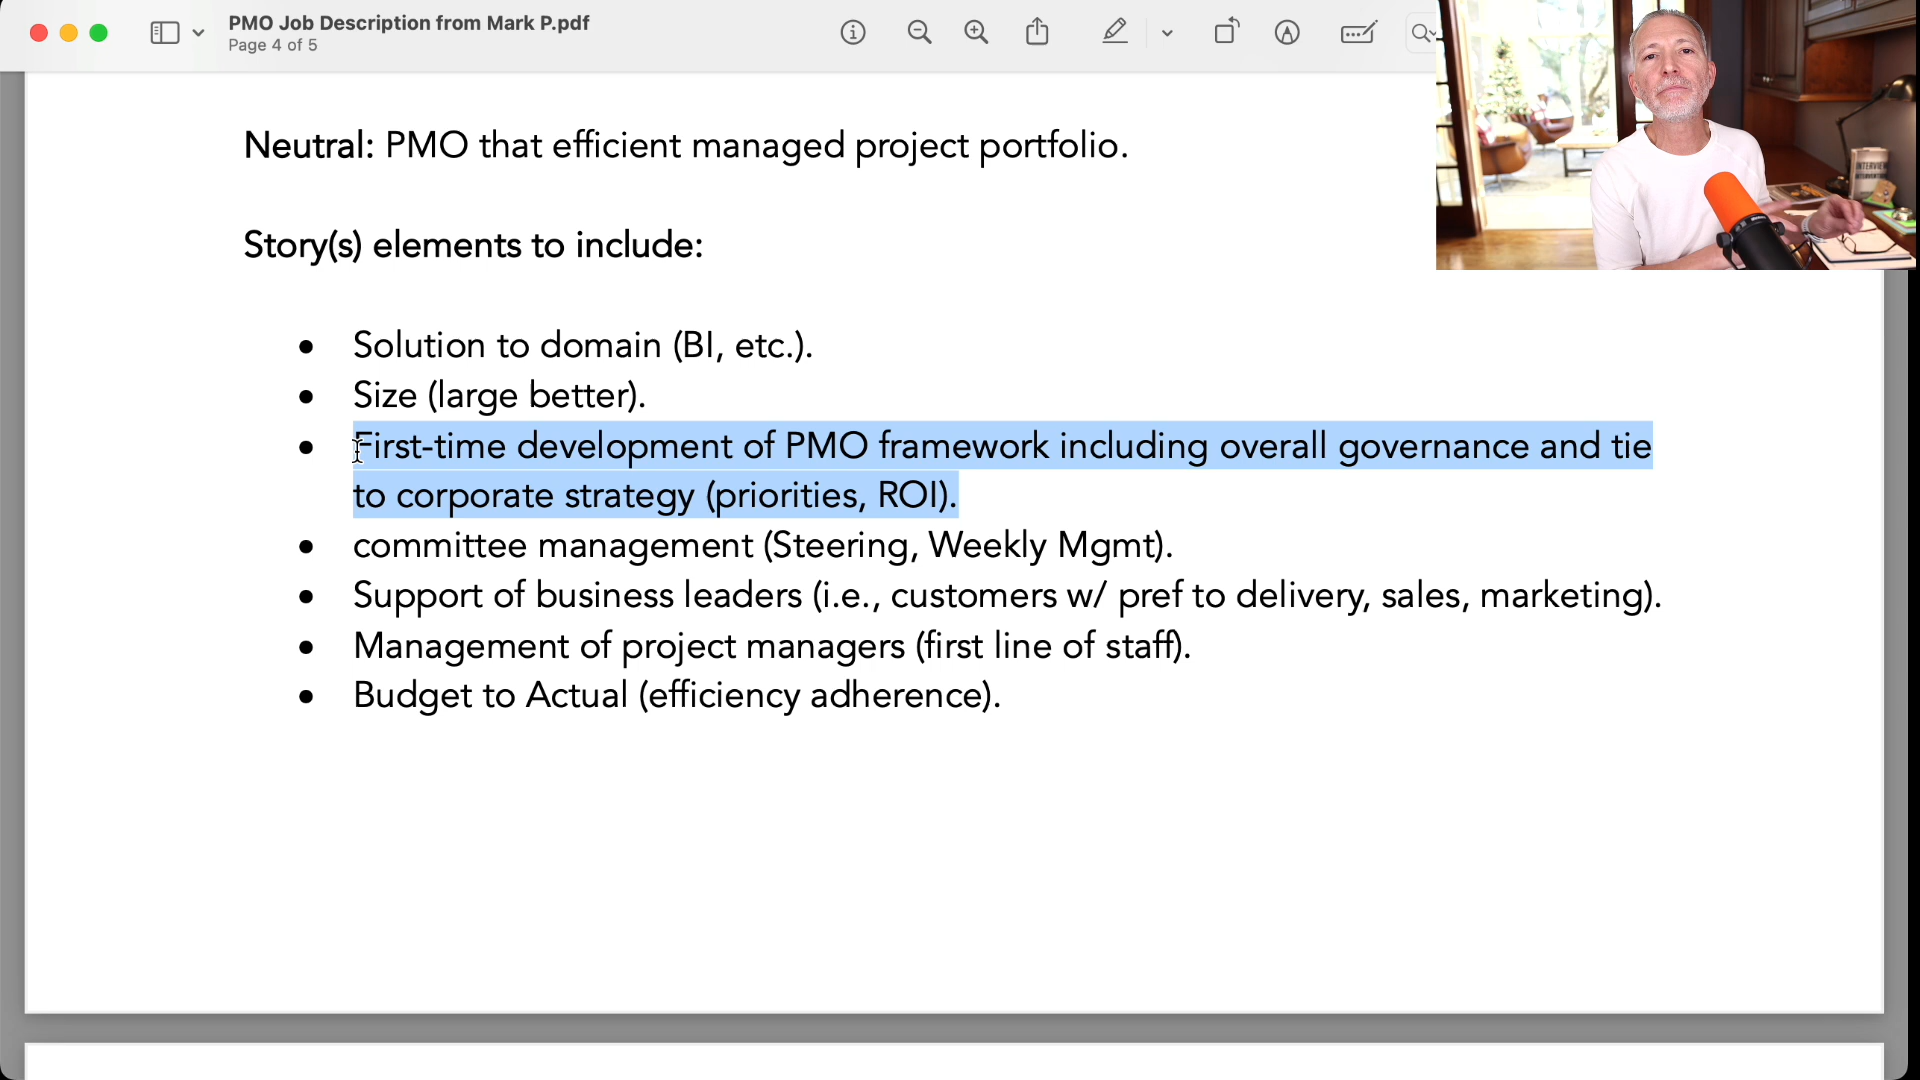 PMO Job Description from Mark P.pdf
Page 4 of 5
Neutral: PMO that efficient managed project portfolio.
Story(s) elements to include:
• Solution to domain (BI, etc.).
• Size (large better).
• First-time development of PMO framework including overall governance and tie
to corporate strategy (priorities, ROI).
• committee management (Steering, Weekly Mgmt).
• Support of business leaders (i.e., customers w/ pref to delivery, sales, marketing).
• Management of project managers (first line of staff).
• Budget to Actual (efficiency adherence).
INTERVIEW
INTERVENTION